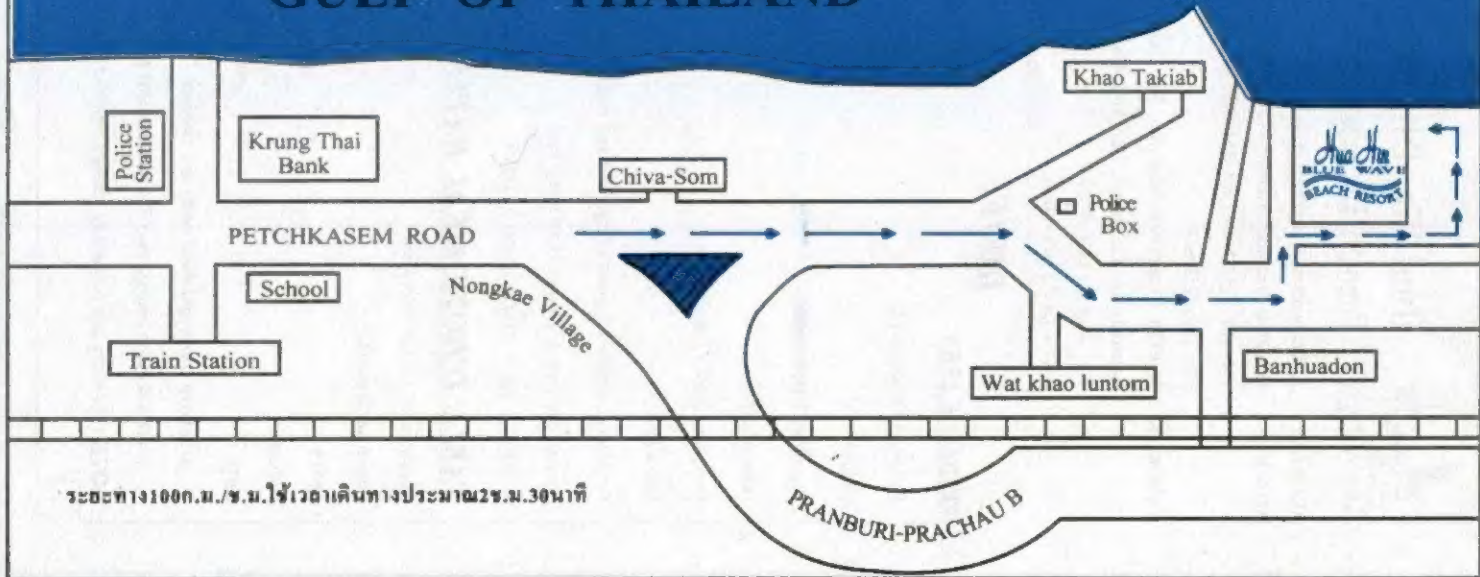 GULF OF THAILAND
Khao Takiab
Police
Station
Krung Thai
Bank
Chiva-Som
Police
Box
Hua Hin
BLUE WAVE
BEACH RESORT
PETCHKASEM ROAD
School
Nongkae Village
Train Station
Wat khao luntom
Banhuadon
ระยะทาง100ก.ม./ช.ม.ใช้เวลาเดินทางประมาณ2ช.ม.30นาที
PRANBURI-PRACHAU B